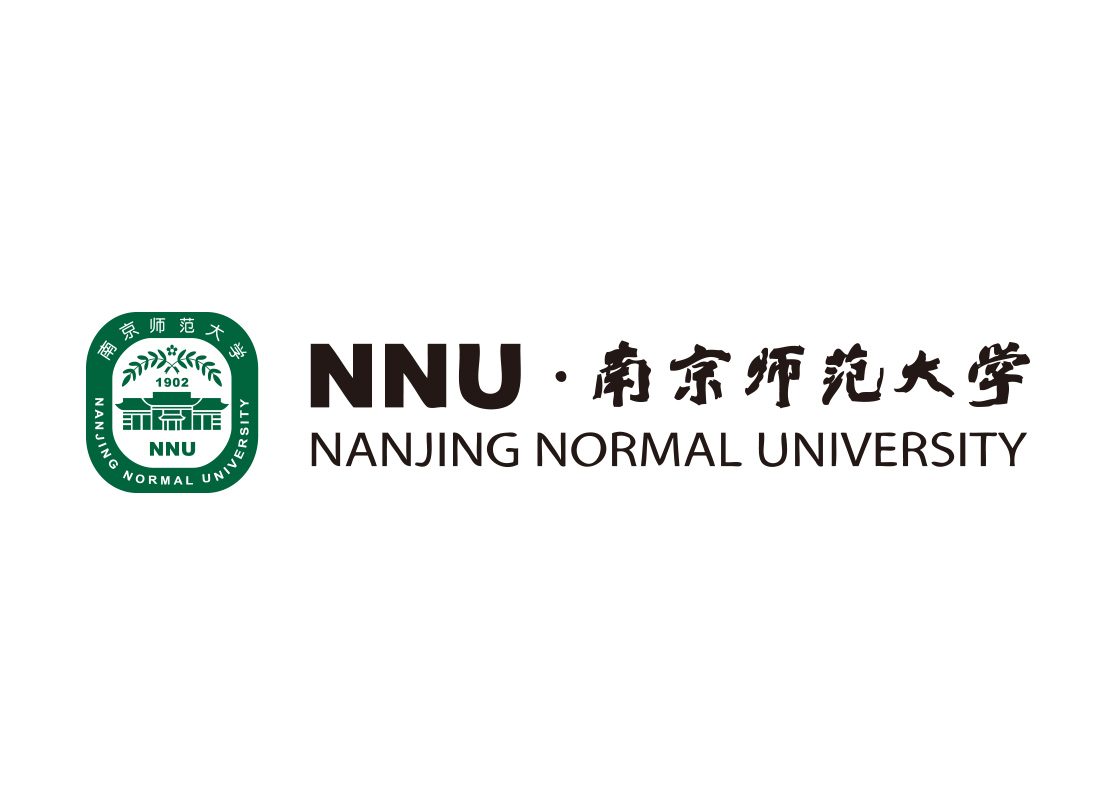 南京师范大学
1902
NNU
NANJING NORMAL UNIVERSITY
NNU · 南京师范大学
NANJING NORMAL UNIVERSITY